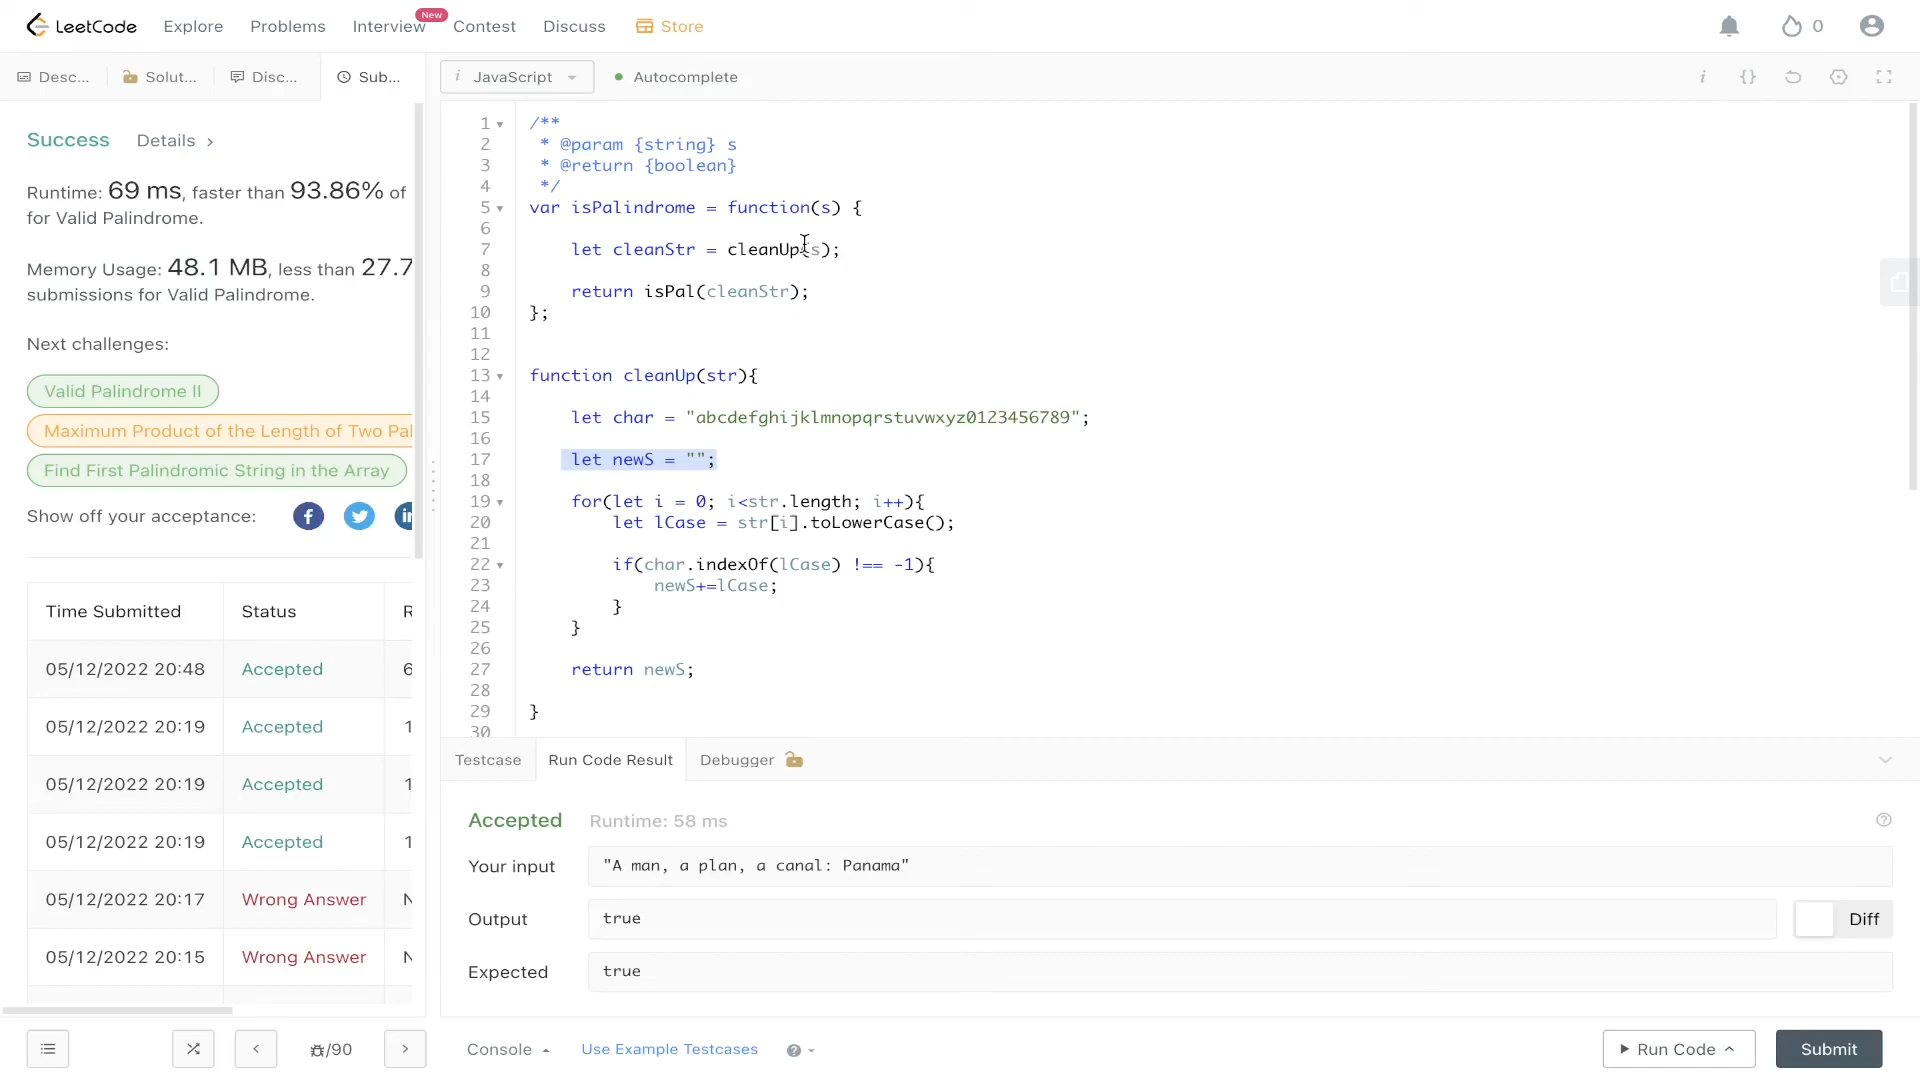 LeetCode Explore Problems Interview New Contest Discuss Store 0
Desc... Solut... Disc... Sub...
i JavaScript Autocomplete i {}
Success Details >
Runtime: 69 ms, faster than 93.86% of
for Valid Palindrome.
Memory Usage: 48.1 MB, less than 27.7
submissions for Valid Palindrome.
Next challenges:
Valid Palindrome II
Maximum Product of the Length of Two Pal
Find First Palindromic String in the Array
Show off your acceptance:
Time Submitted Status R
05/12/2022 20:48 Accepted 6
05/12/2022 20:19 Accepted 1
05/12/2022 20:19 Accepted 1
05/12/2022 20:19 Accepted 1
05/12/2022 20:17 Wrong Answer N
05/12/2022 20:15 Wrong Answer N
1 /**
2 * @param {string} s
3 * @return {boolean}
4 */
5 var isPalindrome = function(s) {
6
7 let cleanStr = cleanUp(s);
8
9 return isPal(cleanStr);
10 };
11
12
13 function cleanUp(str){
14
15 let char = "abcdefghijklmnopqrstuvwxyz0123456789";
16
17 let newS = "";
18
19 for(let i = 0; i<str.length; i++){
20 let lCase = str[i].toLowerCase();
21
22 if(char.indexOf(lCase) !== -1){
23 newS+=lCase;
24 }
25 }
26
27 return newS;
28
29 }
30
Testcase Run Code Result Debugger
Accepted Runtime: 58 ms
Your input "A man, a plan, a canal: Panama"
Output true Diff
Expected true
/90
Console Use Example Testcases
Run Code Submit